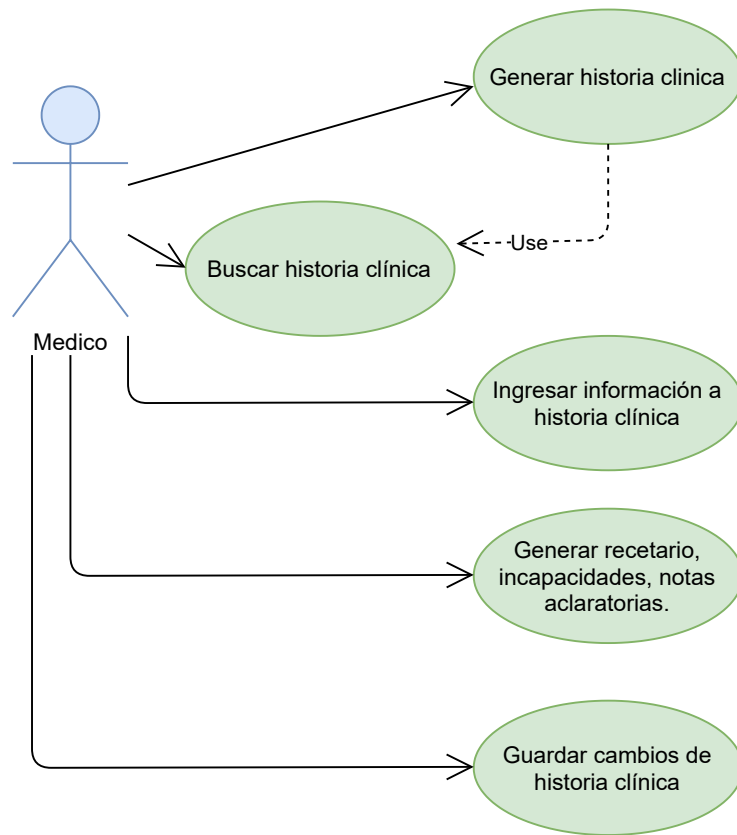 Generar historia clinica
Use
Buscar historia clínica
Medico
Ingresar información a
historia clínica
Generar recetario,
incapacidades, notas
aclaratorias.
Guardar cambios de
historia clínica